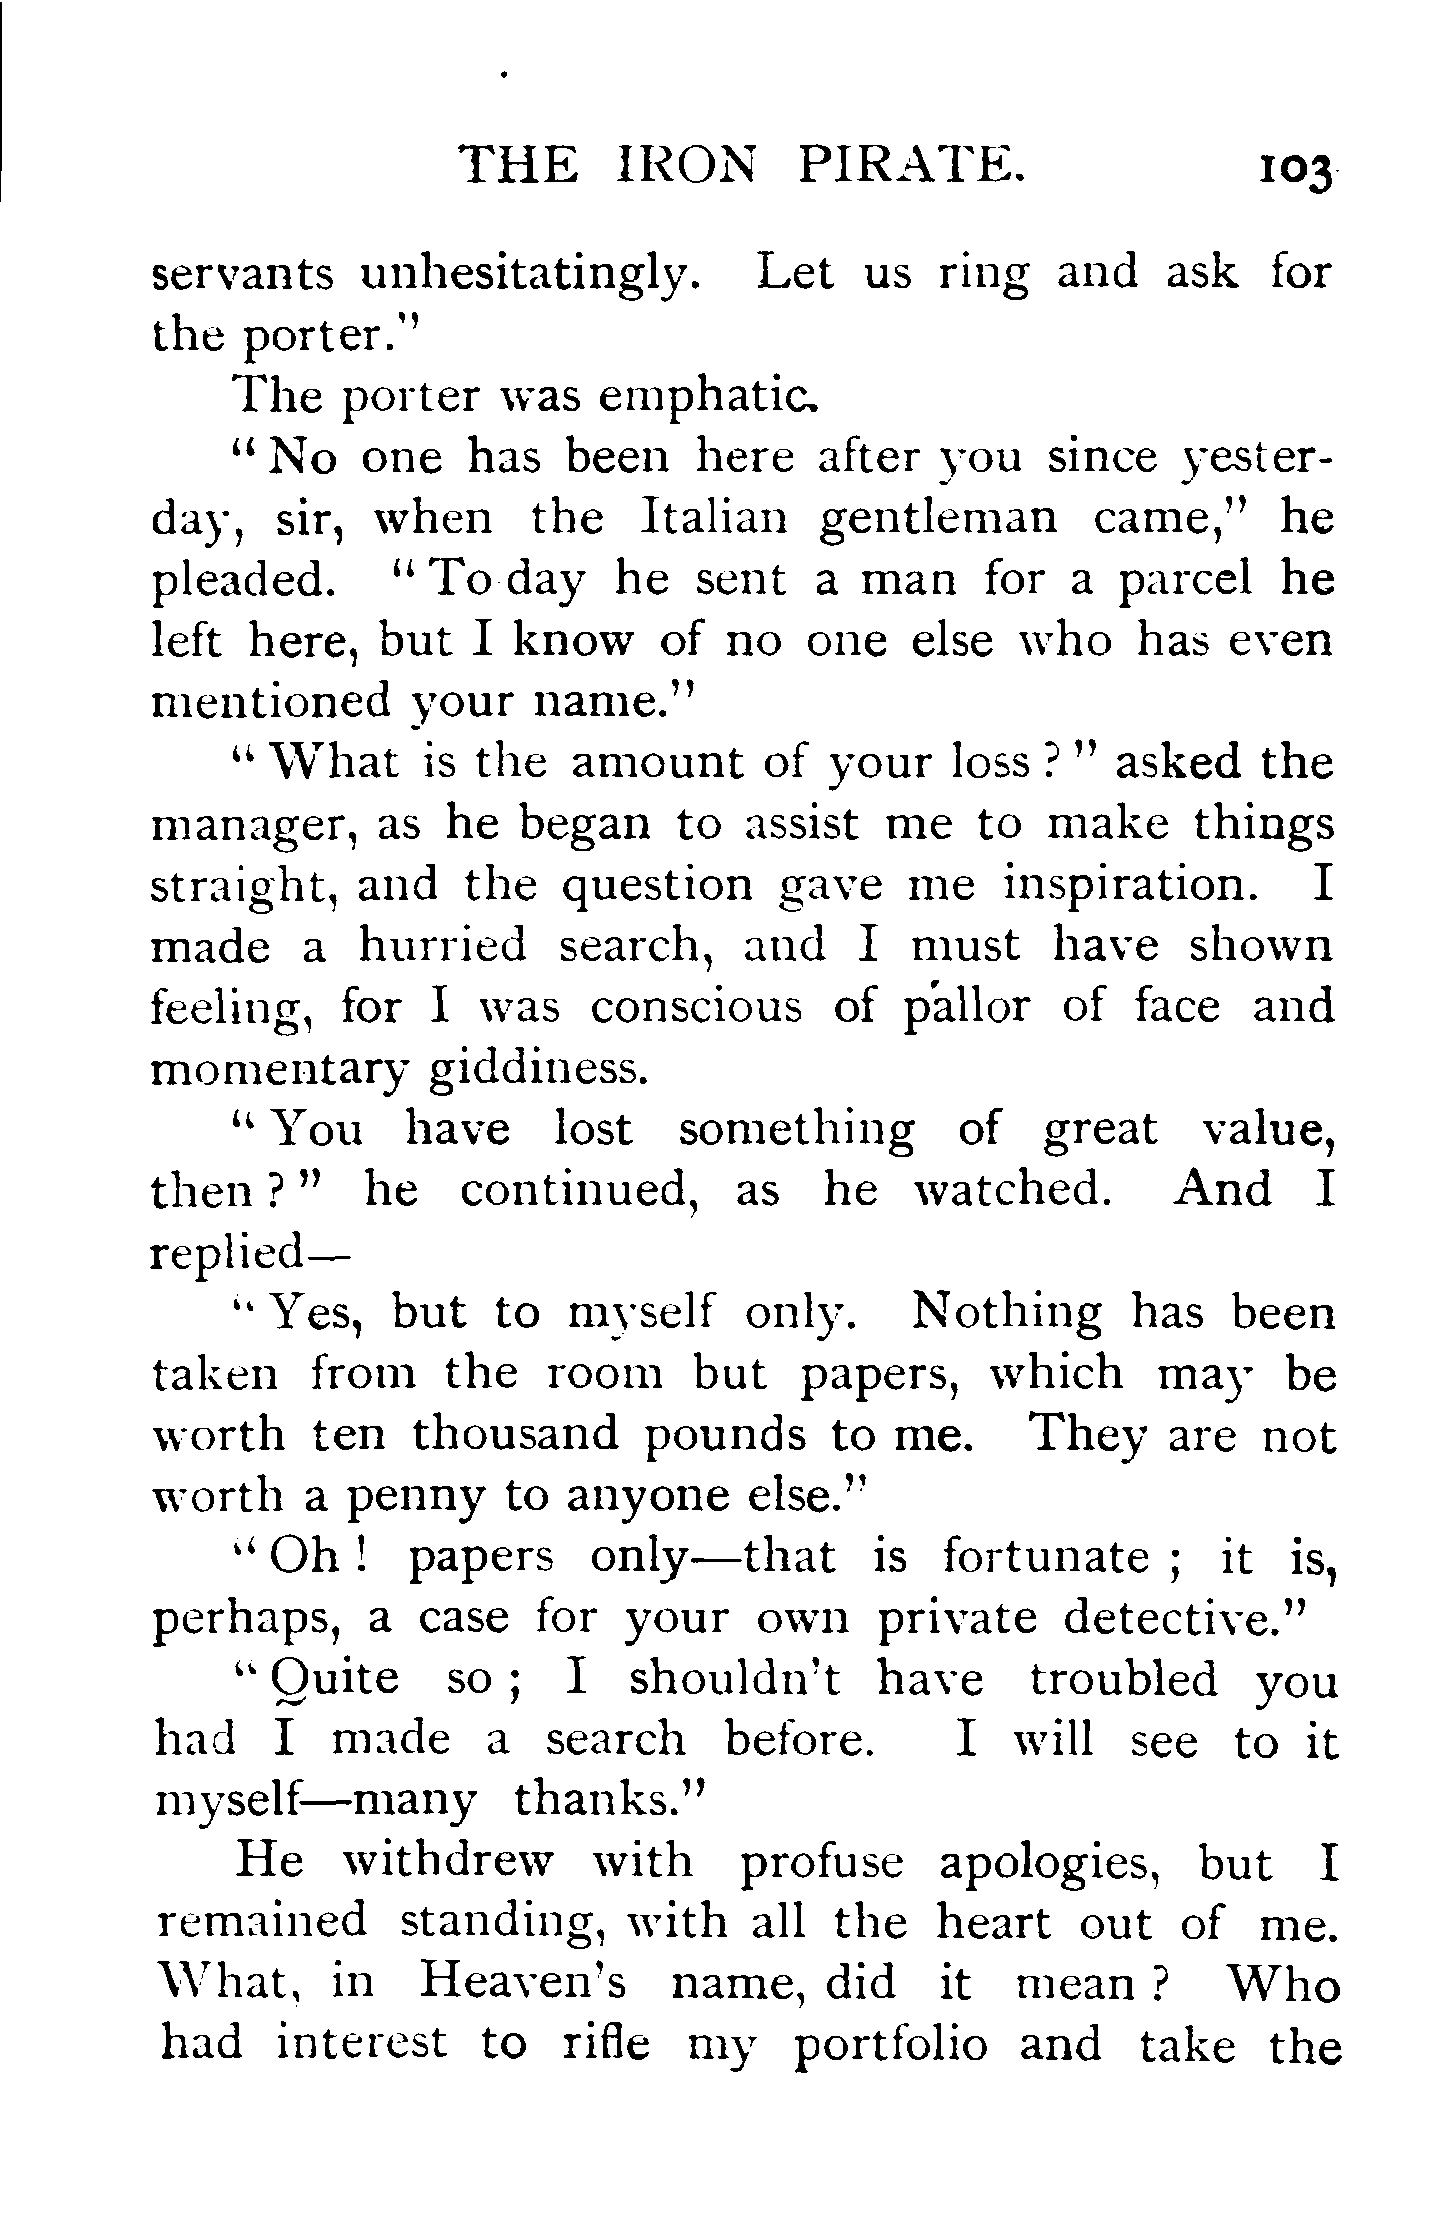 THE IRON PIRATE. 103
servants unhesitatingly. Let us ring and ask for
the porter."
The porter was emphatic.
"No one has been here after you since yester-
day, sir, when the Italian gentleman came," he
pleaded. "To-day he sent a man for a parcel he
left here, but I know of no one else who has even
mentioned your name."
"What is the amount of your loss?" asked the
manager, as he began to assist me to make things
straight, and the question gave me inspiration. I
made a hurried search, and I must have shown
feeling, for I was conscious of pallor of face and
momentary giddiness.
"You have lost something of great value,
then?" he continued, as he watched. And I
replied—
"Yes, but to myself only. Nothing has been
taken from the room but papers, which may be
worth ten thousand pounds to me. They are not
worth a penny to anyone else."
"Oh! papers only—that is fortunate; it is,
perhaps, a case for your own private detective."
"Quite so; I shouldn't have troubled you
had I made a search before. I will see to it
myself—many thanks."
He withdrew with profuse apologies, but I
remained standing, with all the heart out of me.
What, in Heaven's name, did it mean? Who
had interest to rifle my portfolio and take the